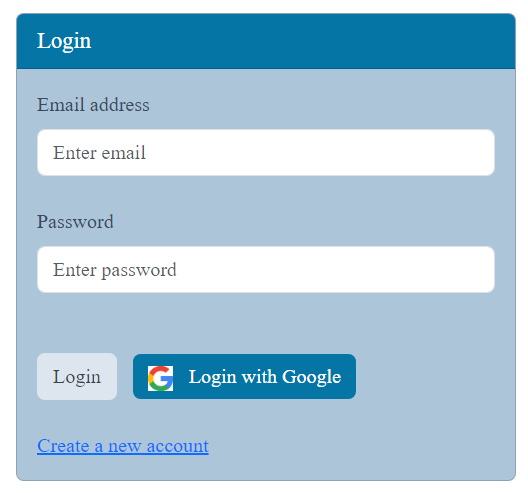 Login
Email address
Enter email
Password
Enter password
Login Login with Google
Create a new account